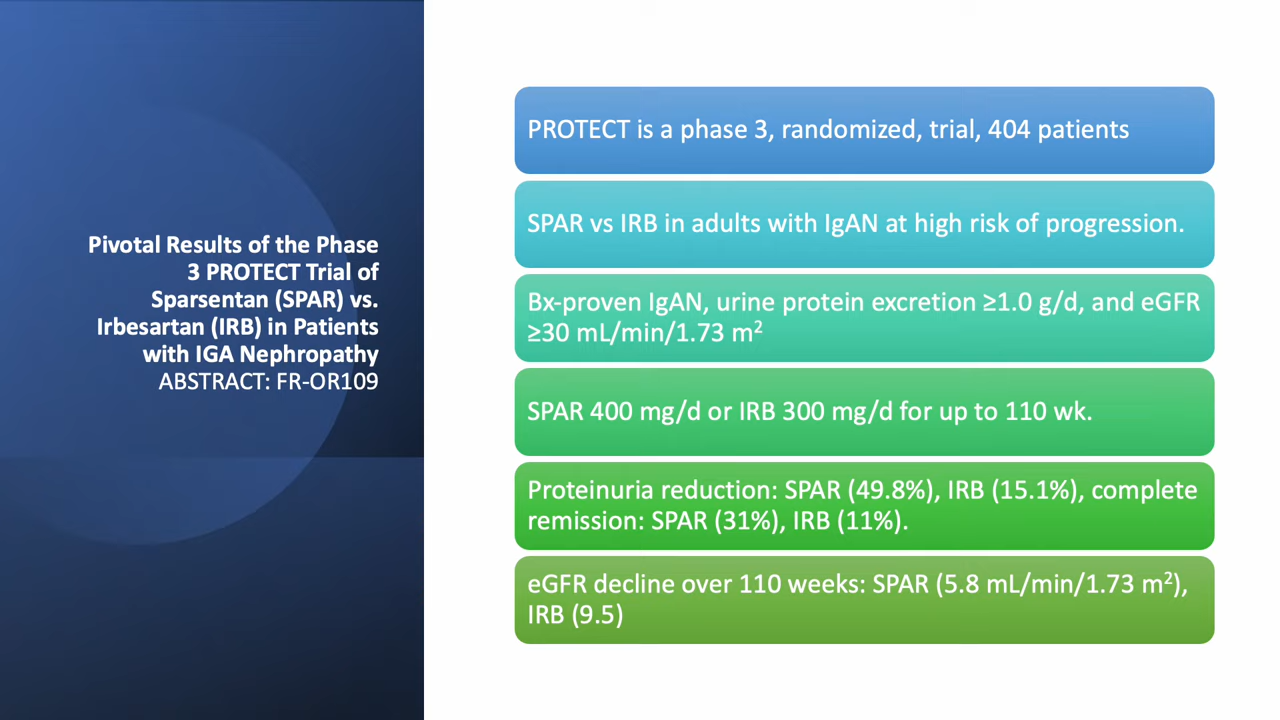 Pivotal Results of the Phase
3 PROTECT Trial of
Sparsentan (SPAR) vs.
Irbesartan (IRB) in Patients
with IGA Nephropathy
ABSTRACT: FR-OR109
PROTECT is a phase 3, randomized, trial, 404 patients
SPAR vs IRB in adults with IgAN at high risk of progression.
Bx-proven IgAN, urine protein excretion ≥1.0 g/d, and eGFR
≥30 mL/min/1.73 m²
SPAR 400 mg/d or IRB 300 mg/d for up to 110 wk.
Proteinuria reduction: SPAR (49.8%), IRB (15.1%), complete
remission: SPAR (31%), IRB (11%).
eGFR decline over 110 weeks: SPAR (5.8 mL/min/1.73 m²),
IRB (9.5)